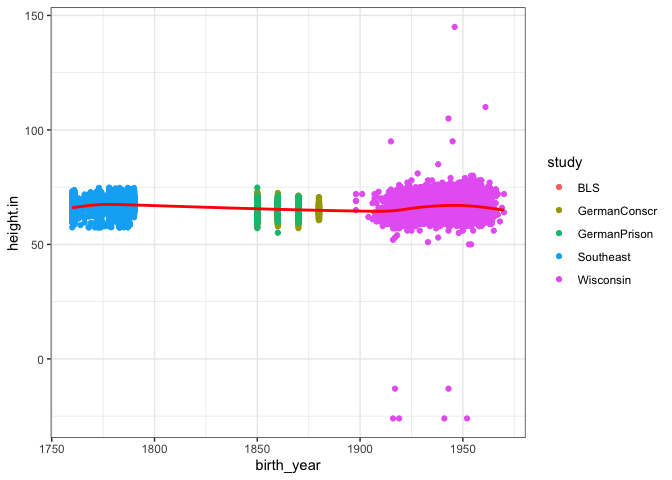 150
100
50
0
height.in
1750
1800
1850
1900
1950
birth_year
study
BLS
GermanConscr
GermanPrison
Southeast
Wisconsin